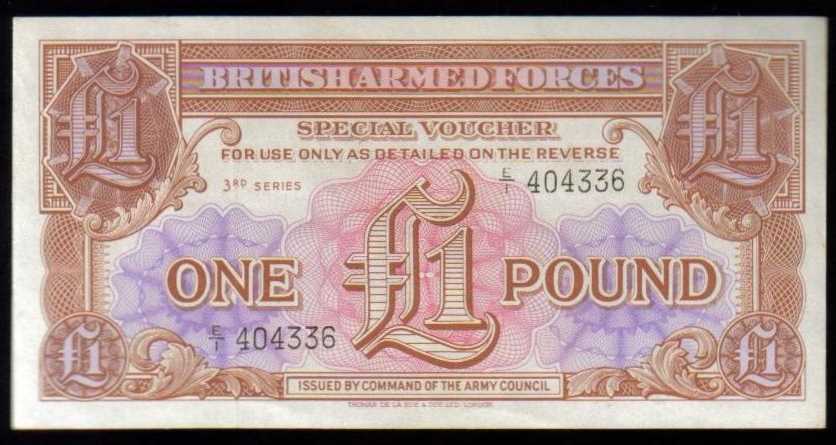 £1
£1
BRITISH ARMED FORCES
SPECIAL VOUCHER
FOR USE ONLY AS DETAILED ON THE REVERSE
3RD SERIES
E/1 404336
ONE £1 POUND
E/1 404336
£1
£1
ISSUED BY COMMAND OF THE ARMY COUNCIL
THOMAS DE LA RUE & CO. LTD. LONDON.